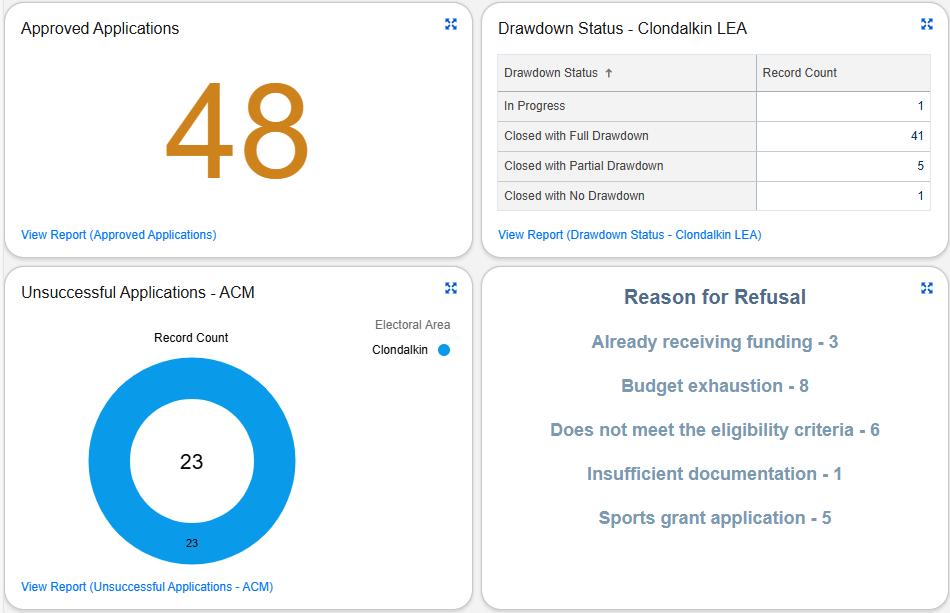 Approved Applications
48
View Report (Approved Applications)
Drawdown Status - Clondalkin LEA
Drawdown Status ↑ Record Count
In Progress 1
Closed with Full Drawdown 41
Closed with Partial Drawdown 5
Closed with No Drawdown 1
View Report (Drawdown Status - Clondalkin LEA)
Unsuccessful Applications - ACM
Electoral Area
Clondalkin
Record Count
23
23
View Report (Unsuccessful Applications - ACM)
Reason for Refusal
Already receiving funding - 3
Budget exhaustion - 8
Does not meet the eligibility criteria - 6
Insufficient documentation - 1
Sports grant application - 5